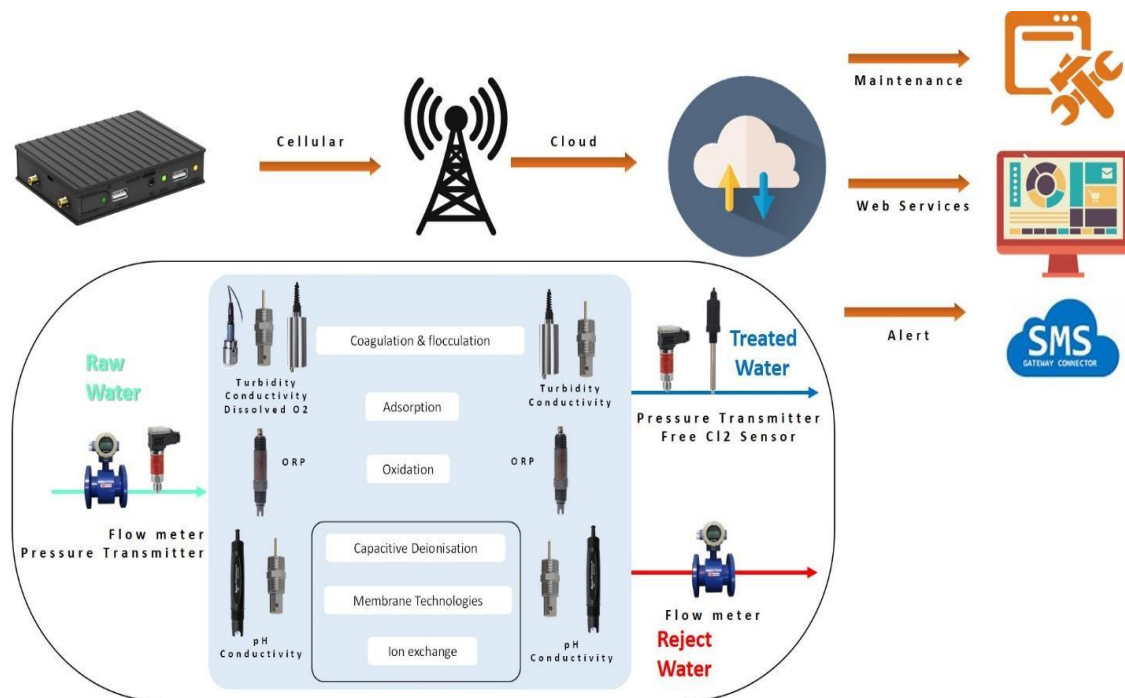 Cellular
Cloud
Maintenance
Web Services
Alert
SMS
GATEWAY CONNECTOR
Raw
Water
Flow meter
Pressure Transmitter
Turbidity
Conductivity
Dissolved O2
ORP
pH
Conductivity
Coagulation & flocculation
Adsorption
Oxidation
Capacitive Deionisation
Membrane Technologies
Ion exchange
Turbidity
Conductivity
ORP
pH
Conductivity
Treated
Water
Pressure Transmitter
Free Cl2 Sensor
Flow meter
Reject
Water